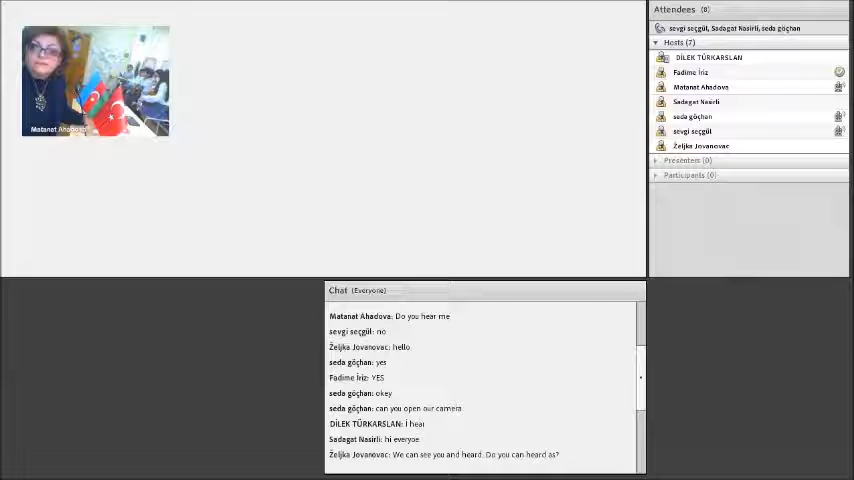 Matanat Ahadova
Attendees (8)
sevgi seçgül, Sadagat Nasirli, seda göçhan
Hosts (7)
DİLEK TÜRKARSLAN
Fadime İriz
Matanat Ahadova
Sadagat Nasirli
seda göçhan
sevgi seçgül
Željka Jovanovac
Presenters (0)
Participants (0)
Chat (Everyone)
Matanat Ahadova: Do you hear me
sevgi seçgül: no
Željka Jovanovac: hello
seda göçhan: yes
Fadime İriz: YES
seda göçhan: okey
seda göçhan: can you open our camera
DİLEK TÜRKARSLAN: İ hear
Sadagat Nasirli: hi everyoe
Željka Jovanovac: We can see you and heard. Do you can heard as?